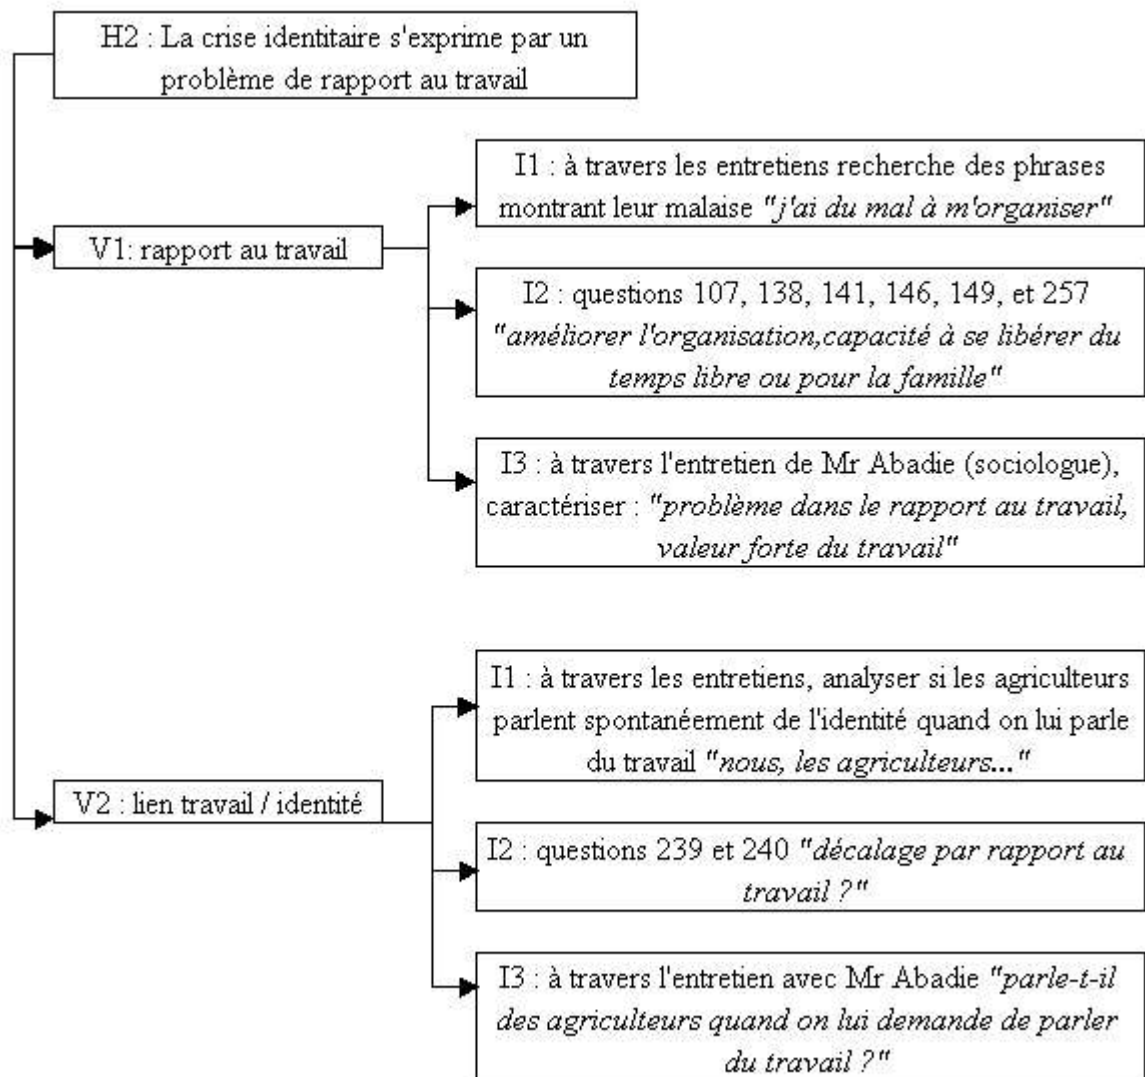 H2 : La crise identitaire s'exprime par un
problème de rapport au travail
I1 : à travers les entretiens recherche des phrases
montrant leur malaise "j'ai du mal à m'organiser"
V1: rapport au travail
I2 : questions 107, 138, 141, 146, 149, et 257
"améliorer l'organisation,capacité à se libérer du
temps libre ou pour la famille"
I3 : à travers l'entretien de Mr Abadie (sociologue),
caractériser : "problème dans le rapport au travail,
valeur forte du travail"
I1 : à travers les entretiens, analyser si les agriculteurs
parlent spontanément de l'identité quand on lui parle
du travail "nous, les agriculteurs..."
V2 : lien travail / identité
I2 : questions 239 et 240 "décalage par rapport au
travail ?"
I3 : à travers l'entretien avec Mr Abadie "parle-t-il
des agriculteurs quand on lui demande de parler
du travail ?"